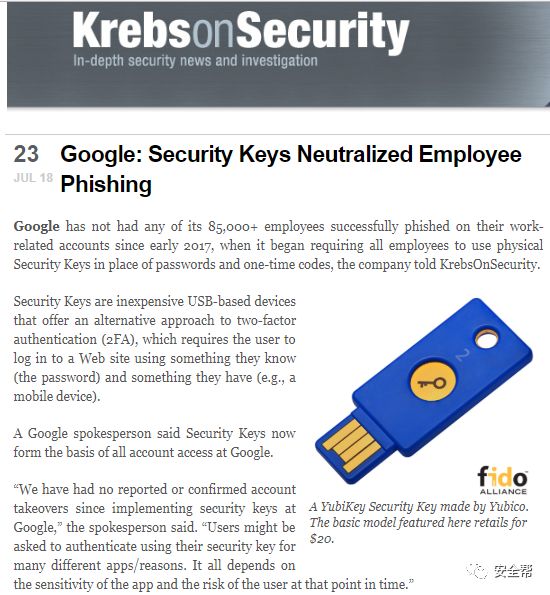 KrebsonSecurity
In-depth security news and investigation
23
JUL 18
Google: Security Keys Neutralized Employee
Phishing
Google has not had any of its 85,000+ employees successfully phished on their work-
related accounts since early 2017, when it began requiring all employees to use physical
Security Keys in place of passwords and one-time codes, the company told KrebsOnSecurity.
Security Keys are inexpensive USB-based devices
that offer an alternative approach to two-factor
authentication (2FA), which requires the user to
log in to a Web site using something they know
(the password) and something they have (e.g., a
mobile device).
A Google spokesperson said Security Keys now
form the basis of all account access at Google.
“We have had no reported or confirmed account
takeovers since implementing security keys at
Google,” the spokesperson said. “Users might be
asked to authenticate using their security key for
many different apps/reasons. It all depends on
the sensitivity of the app and the risk of the user at that point in time.”
2
fido
ALLIANCE
A YubiKey Security Key made by Yubico.
The basic model featured here retails for
$20.
安全帮